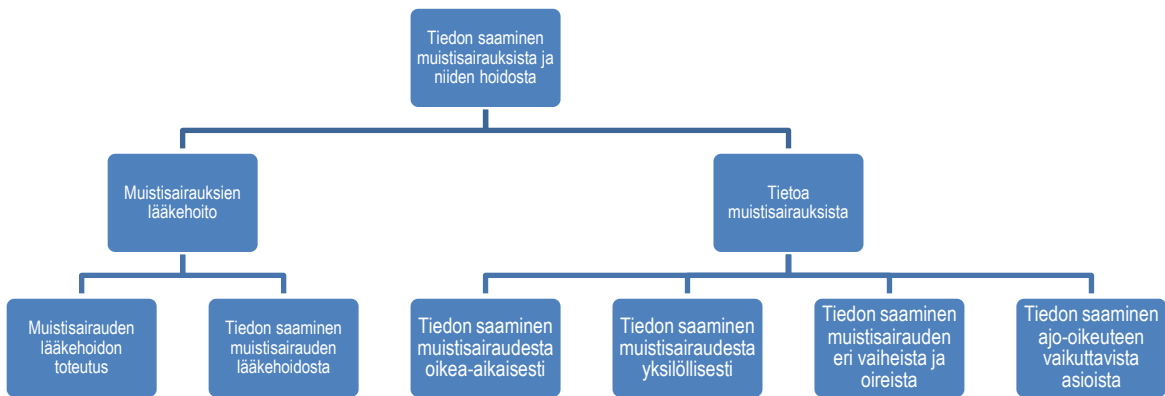 Tiedon saaminen
muistisairauksista ja
niiden hoidosta
Muistisairauksien
lääkehoito
Tietoa
muistisairauksista
Muistisairauden
lääkehoidon
toteutus
Tiedon saaminen
muistisairauden
lääkehoidosta
Tiedon saaminen
muistisairaudesta
oikea-aikaisesti
Tiedon saaminen
muistisairaudesta
yksilöllisesti
Tiedon saaminen
muistisairauden
eri vaiheista ja
oireista
Tiedon saaminen
ajo-oikeuteen
vaikuttavista
asioista